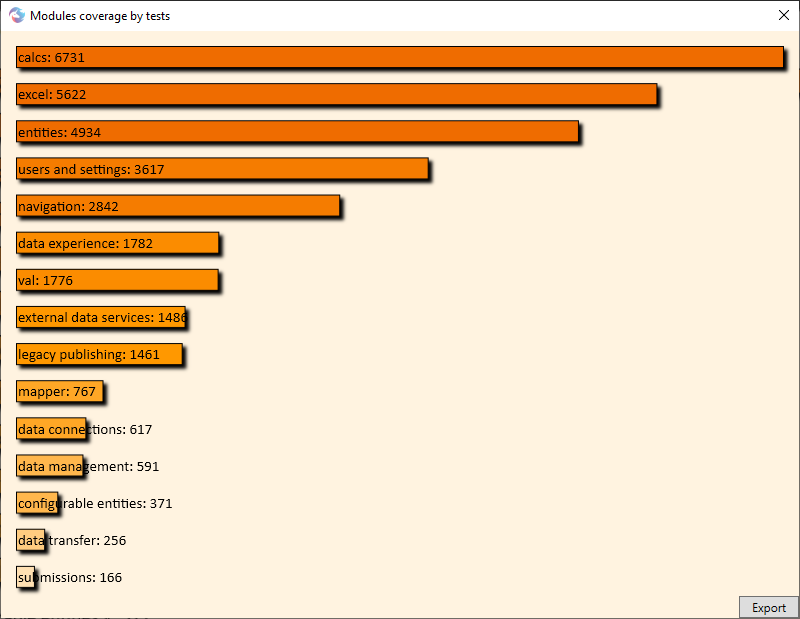 Modules coverage by tests
calcs: 6731
excel: 5622
entities: 4934
users and settings: 3617
navigation: 2842
data experience: 1782
val: 1776
external data services: 1486
legacy publishing: 1461
mapper: 767
data connections: 617
data management: 591
configurable entities: 371
data transfer: 256
submissions: 166
Export